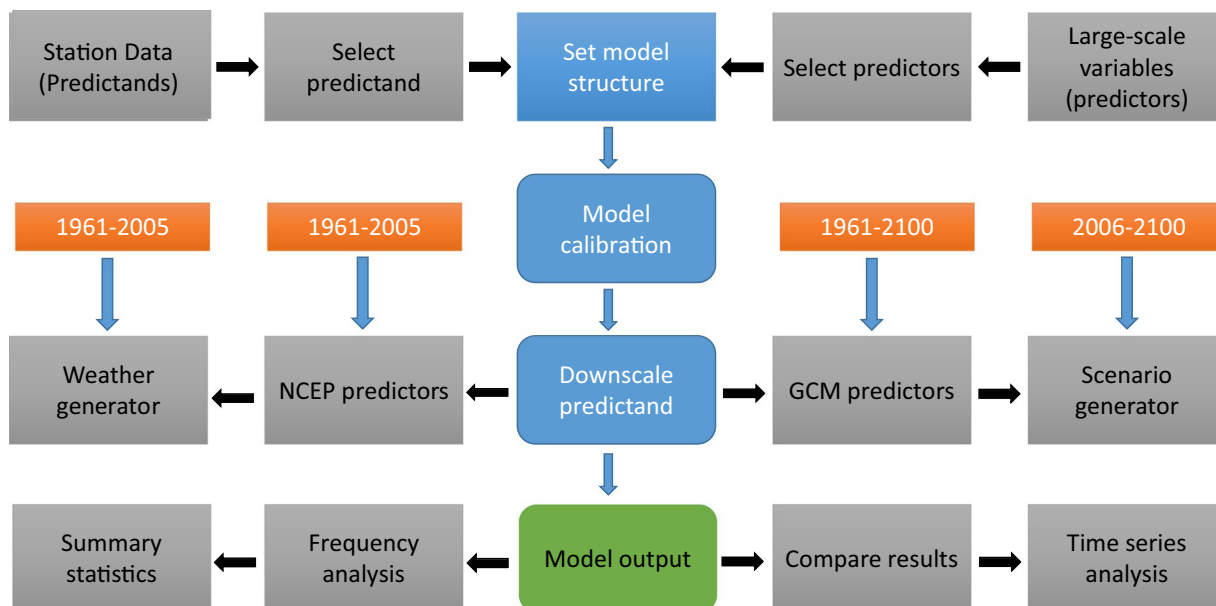 Station Data
(Predictands)
Select
predictand
Set model
structure
Select predictors
Large-scale
variables
(predictors)
Model
calibration
1961-2005
1961-2005
1961-2100
2006-2100
Weather
generator
NCEP predictors
Downscale
predictand
GCM predictors
Scenario
generator
Summary
statistics
Frequency
analysis
Model output
Compare results
Time series
analysis